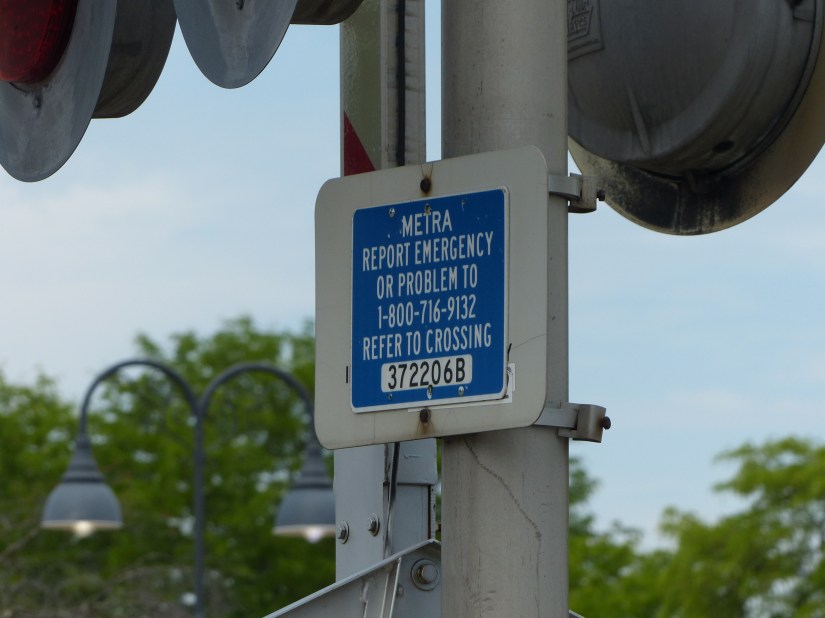 METRA
REPORT EMERGENCY
OR PROBLEM TO
1-800-716-9132
REFER TO CROSSING
372206B